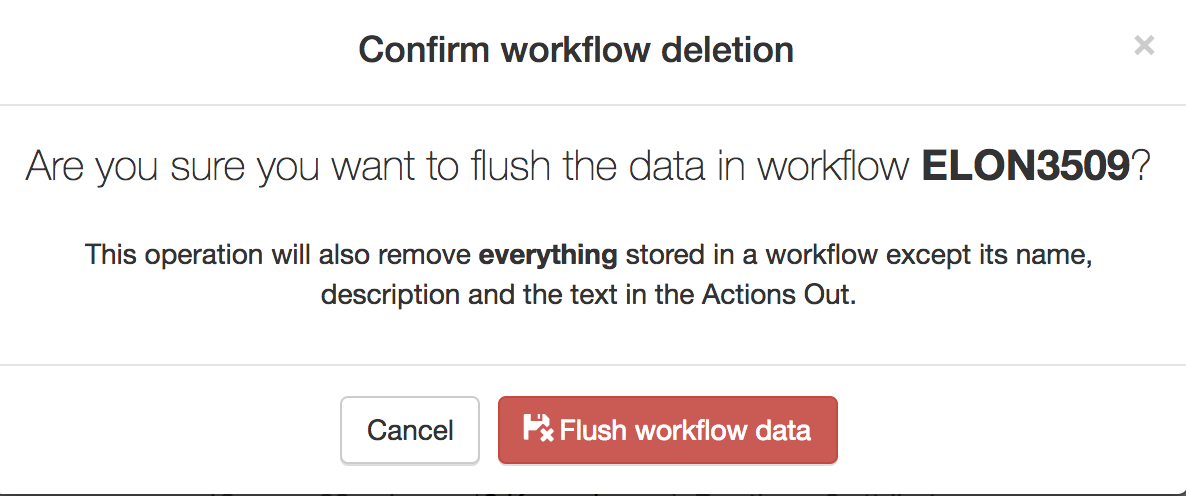 Confirm workflow deletion
×
Are you sure you want to flush the data in workflow ELON3509?
This operation will also remove everything stored in a workflow except its name,
description and the text in the Actions Out.
Cancel
Flush workflow data